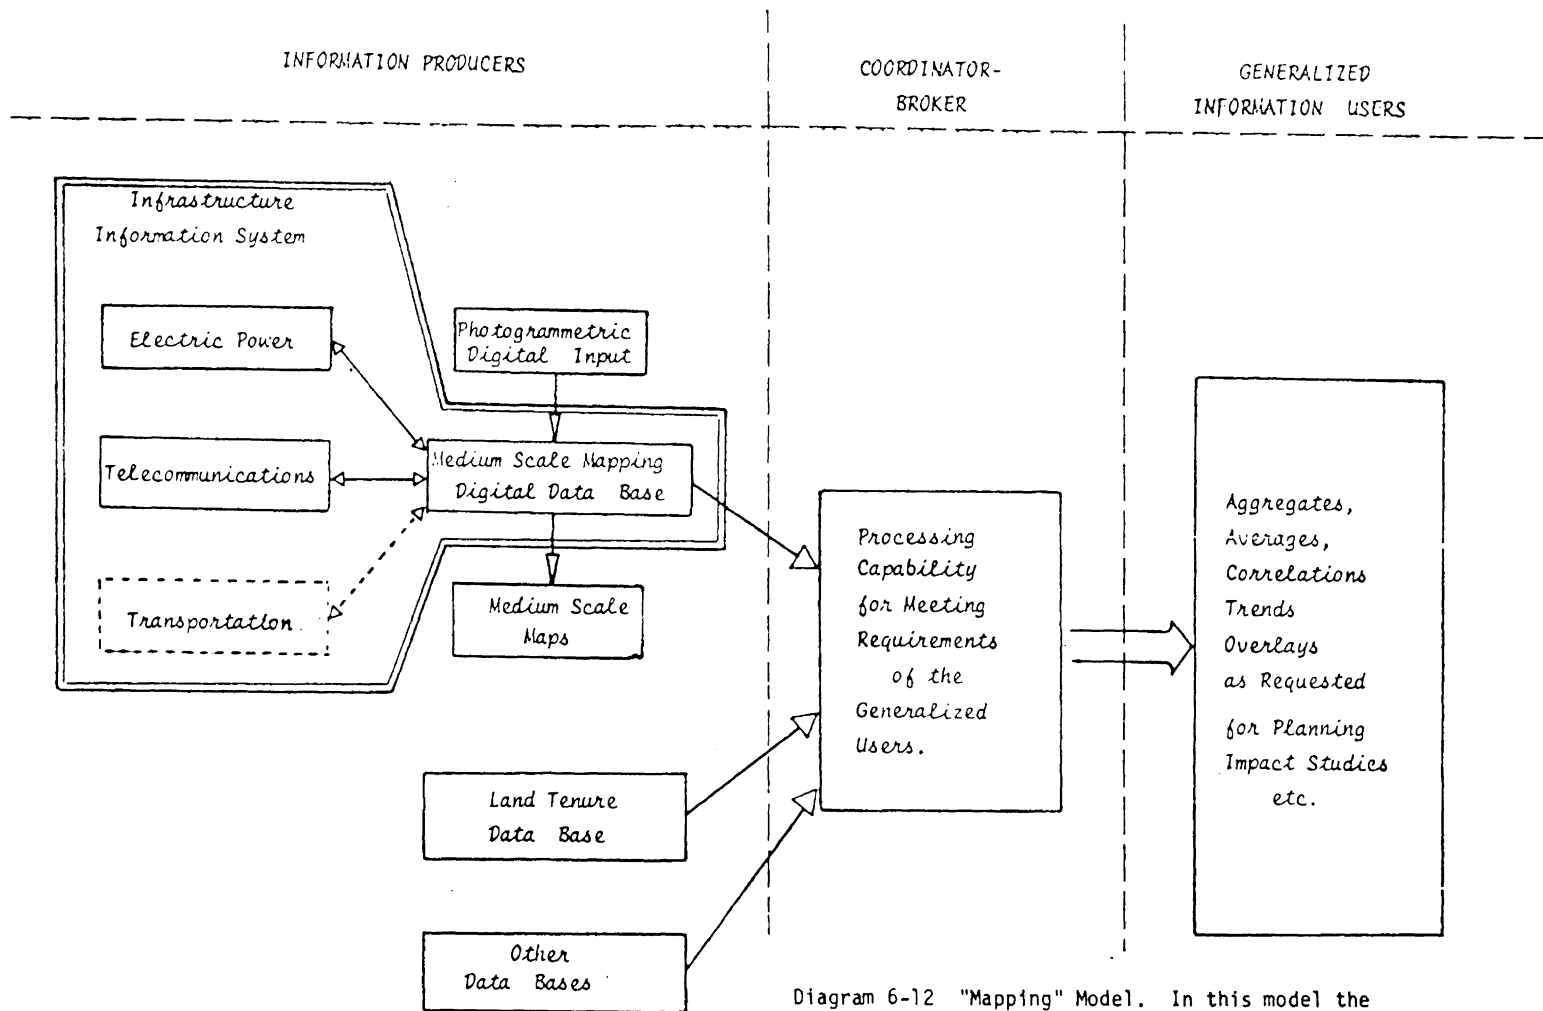 INFORMATION PRODUCERS
COORDINATOR-
BROKER
GENERALIZED
INFORMATION USERS
Infrastructure
Information System
Electric Power
Photogrammetric
Digital Input
Telecommunications
Medium Scale Mapping
Digital Data Base
Transportation
Medium Scale
Maps
Land Tenure
Data Base
Other
Data Bases
Processing
Capability
for Meeting
Requirements
of the
Generalized
Users.
Aggregates,
Averages,
Correlations
Trends
Overlays
as Requested
for Planning
Impact Studies
etc.
Diagram 6-12 "Mapping" Model. In this model the